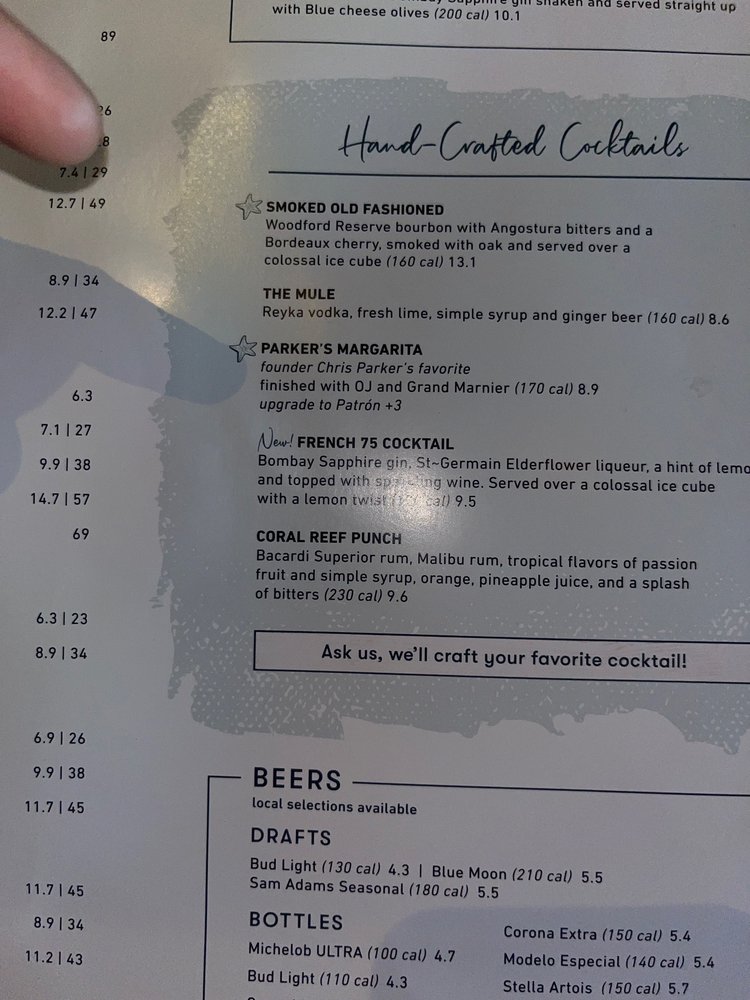 Sapphire gin shaken and served straight up
with Blue cheese olives (200 cal) 10.1
89
7.4 | 29
12.7 | 49
8.9 | 34
12.2 | 47
6.3
7.1 | 27
9.9 | 38
14.7 | 57
69
6.3 | 23
8.9 | 34
6.9 | 26
9.9 | 38
11.7 | 45
11.7 | 45
8.9 | 34
11.2 | 43
Hand-Crafted Cocktails
SMOKED OLD FASHIONED
Woodford Reserve bourbon with Angostura bitters and a
Bordeaux cherry, smoked with oak and served over a
colossal ice cube (160 cal) 13.1
THE MULE
Reyka vodka, fresh lime, simple syrup and ginger beer (160 cal) 8.6
PARKER'S MARGARITA
founder Chris Parker's favorite
finished with OJ and Grand Marnier (170 cal) 8.9
upgrade to Patrón +3
New! FRENCH 75 COCKTAIL
Bombay Sapphire gin, St~Germain Elderflower liqueur, a hint of lemo
and topped with sparkling wine. Served over a colossal ice cube
with a lemon twist cal) 9.5
CORAL REEF PUNCH
Bacardi Superior rum, Malibu rum, tropical flavors of passion
fruit and simple syrup, orange, pineapple juice, and a splash
of bitters (230 cal) 9.6
Ask us, we'll craft your favorite cocktail!
BEERS
local selections available
DRAFTS
Bud Light (130 cal) 4.3 | Blue Moon (210 cal) 5.5
Sam Adams Seasonal (180 cal) 5.5
BOTTLES
Michelob ULTRA (100 cal) 4.7
Bud Light (110 cal) 4.3
Corona Extra (150 cal) 5.4
Modelo Especial (140 cal) 5.4
Stella Artois (150 cal) 5.7